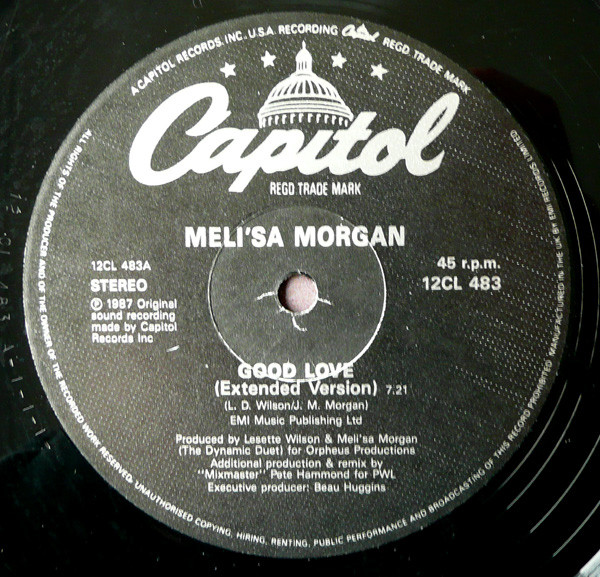 A CAPITOL RECORDS, INC. U.S.A. RECORDING Capitol REGD. TRADE MARK
Capitol
REGD. TRADE MARK
MELI'SA MORGAN
12CL 483A
STEREO
℗ 1987 Original
sound recording
made by Capitol
Records Inc
45 r.p.m.
12CL 483
GOOD LOVE
(Extended Version) 7.21
(L. D. Wilson/J. M. Morgan)
EMI Music Publishing Ltd
Produced by Lesette Wilson & Meli'sa Morgan
(The Dynamic Duet) for Orpheus Productions
Additional production & remix by
"Mixmaster" Pete Hammond for PWL
Executive producer: Beau Huggins
ALL RIGHTS OF THE PRODUCER AND OF THE OWNER OF THE RECORDED WORK RESERVED. UNAUTHORISED COPYING, HIRING, RENTING, PUBLIC PERFORMANCE AND BROADCASTING OF THIS RECORD PROHIBITED. MANUFACTURED IN THE UK BY EMI RECORDS LIMITED